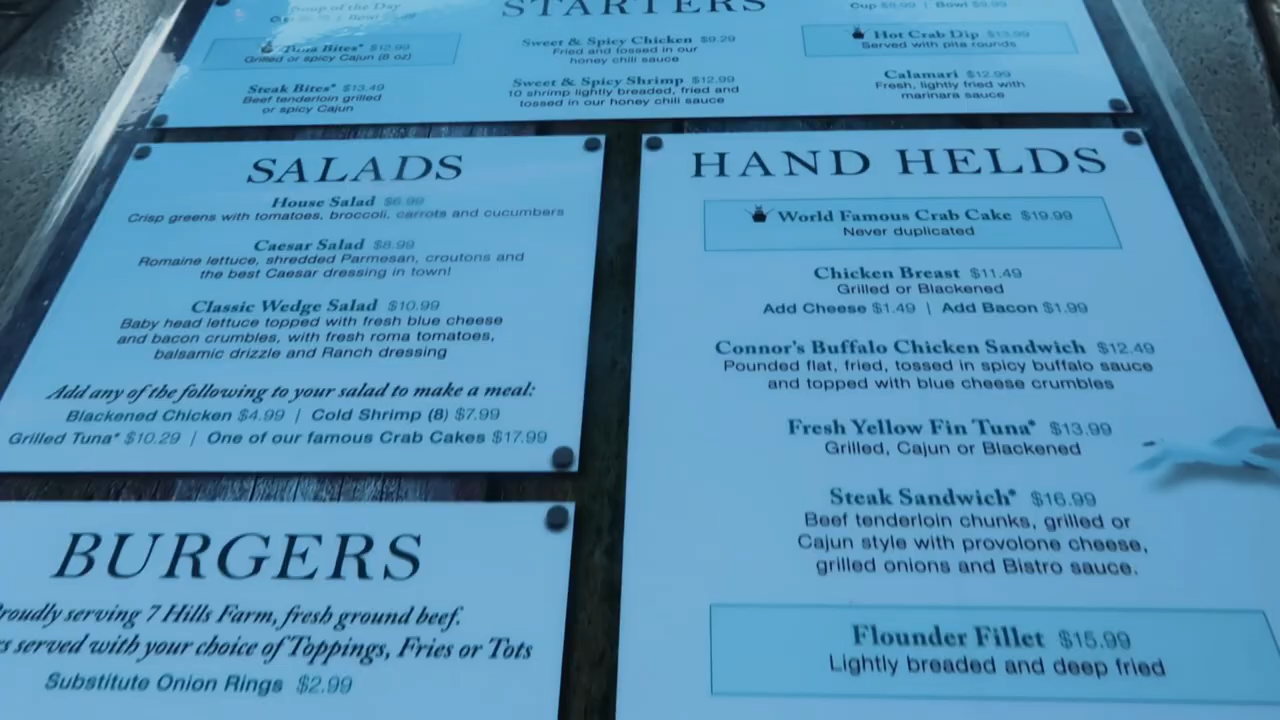 STARTERS
Soup of the Day
Bowl
Cup $9.99 | Bowl
Tuna Bites* $12.99
Grilled or spicy Cajun (8 oz)
Steak Bites* $13.49
Beef tenderloin grilled
or spicy Cajun
Sweet & Spicy Chicken $9.29
Fried and tossed in our
honey chili sauce
Sweet & Spicy Shrimp $12.99
10 shrimp lightly breaded, fried and
tossed in our honey chili sauce
Hot Crab Dip $13.99
Served with pita rounds
Calamari $12.99
Fresh, lightly fried with
marinara sauce
SALADS
House Salad $6.99
Crisp greens with tomatoes, broccoli, carrots and cucumbers
Caesar Salad $8.99
Romaine lettuce, shredded Parmesan, croutons and
the best Caesar dressing in town!
Classic Wedge Salad $10.99
Baby head lettuce topped with fresh blue cheese
and bacon crumbles, with fresh roma tomatoes,
balsamic drizzle and Ranch dressing
Add any of the following to your salad to make a meal:
Blackened Chicken $4.99 | Cold Shrimp (8) $7.99
Grilled Tuna* $10.29 | One of our famous Crab Cakes $17.99
BURGERS
Proudly serving 7 Hills Farm, fresh ground beef.
served with your choice of Toppings, Fries or Tots
Substitute Onion Rings $2.99
HAND HELDS
World Famous Crab Cake $19.99
Never duplicated
Chicken Breast $11.49
Grilled or Blackened
Add Cheese $1.49 | Add Bacon $1.99
Connor's Buffalo Chicken Sandwich $12.49
Pounded flat, fried, tossed in spicy buffalo sauce
and topped with blue cheese crumbles
Fresh Yellow Fin Tuna* $13.99
Grilled, Cajun or Blackened
Steak Sandwich* $16.99
Beef tenderloin chunks, grilled or
Cajun style with provolone cheese,
grilled onions and Bistro sauce.
Flounder Fillet $15.99
Lightly breaded and deep fried